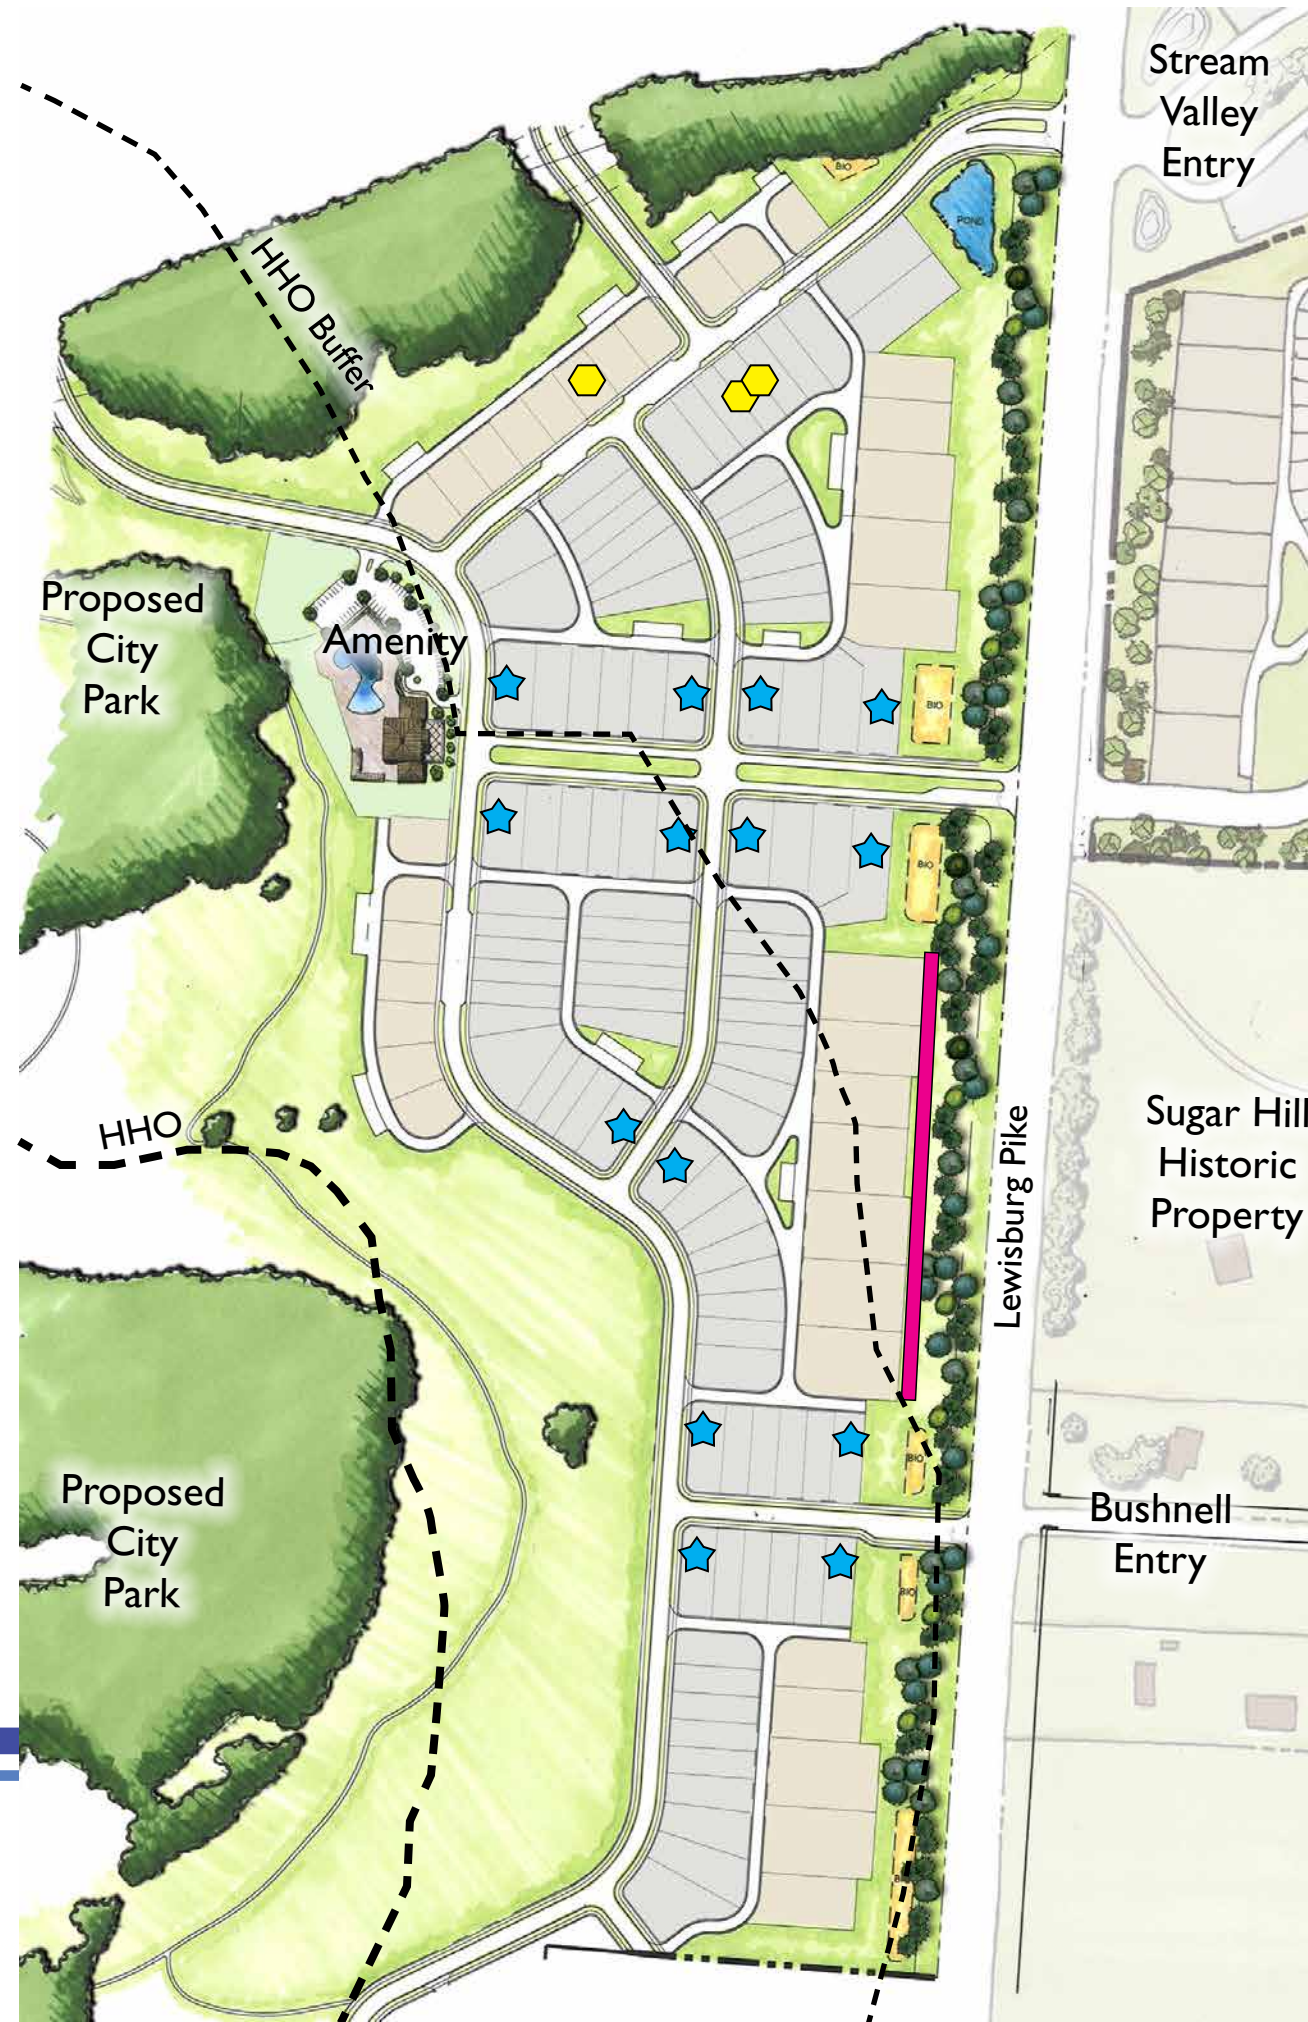 Stream
Valley
Entry
BIO
POND
HHO Buffer
Proposed
City
Park
Amenity
BIO
BIO
HHO
Sugar Hill
Historic
Property
Lewisburg Pike
BIO
Proposed
City
Park
Bushnell
Entry
BIO